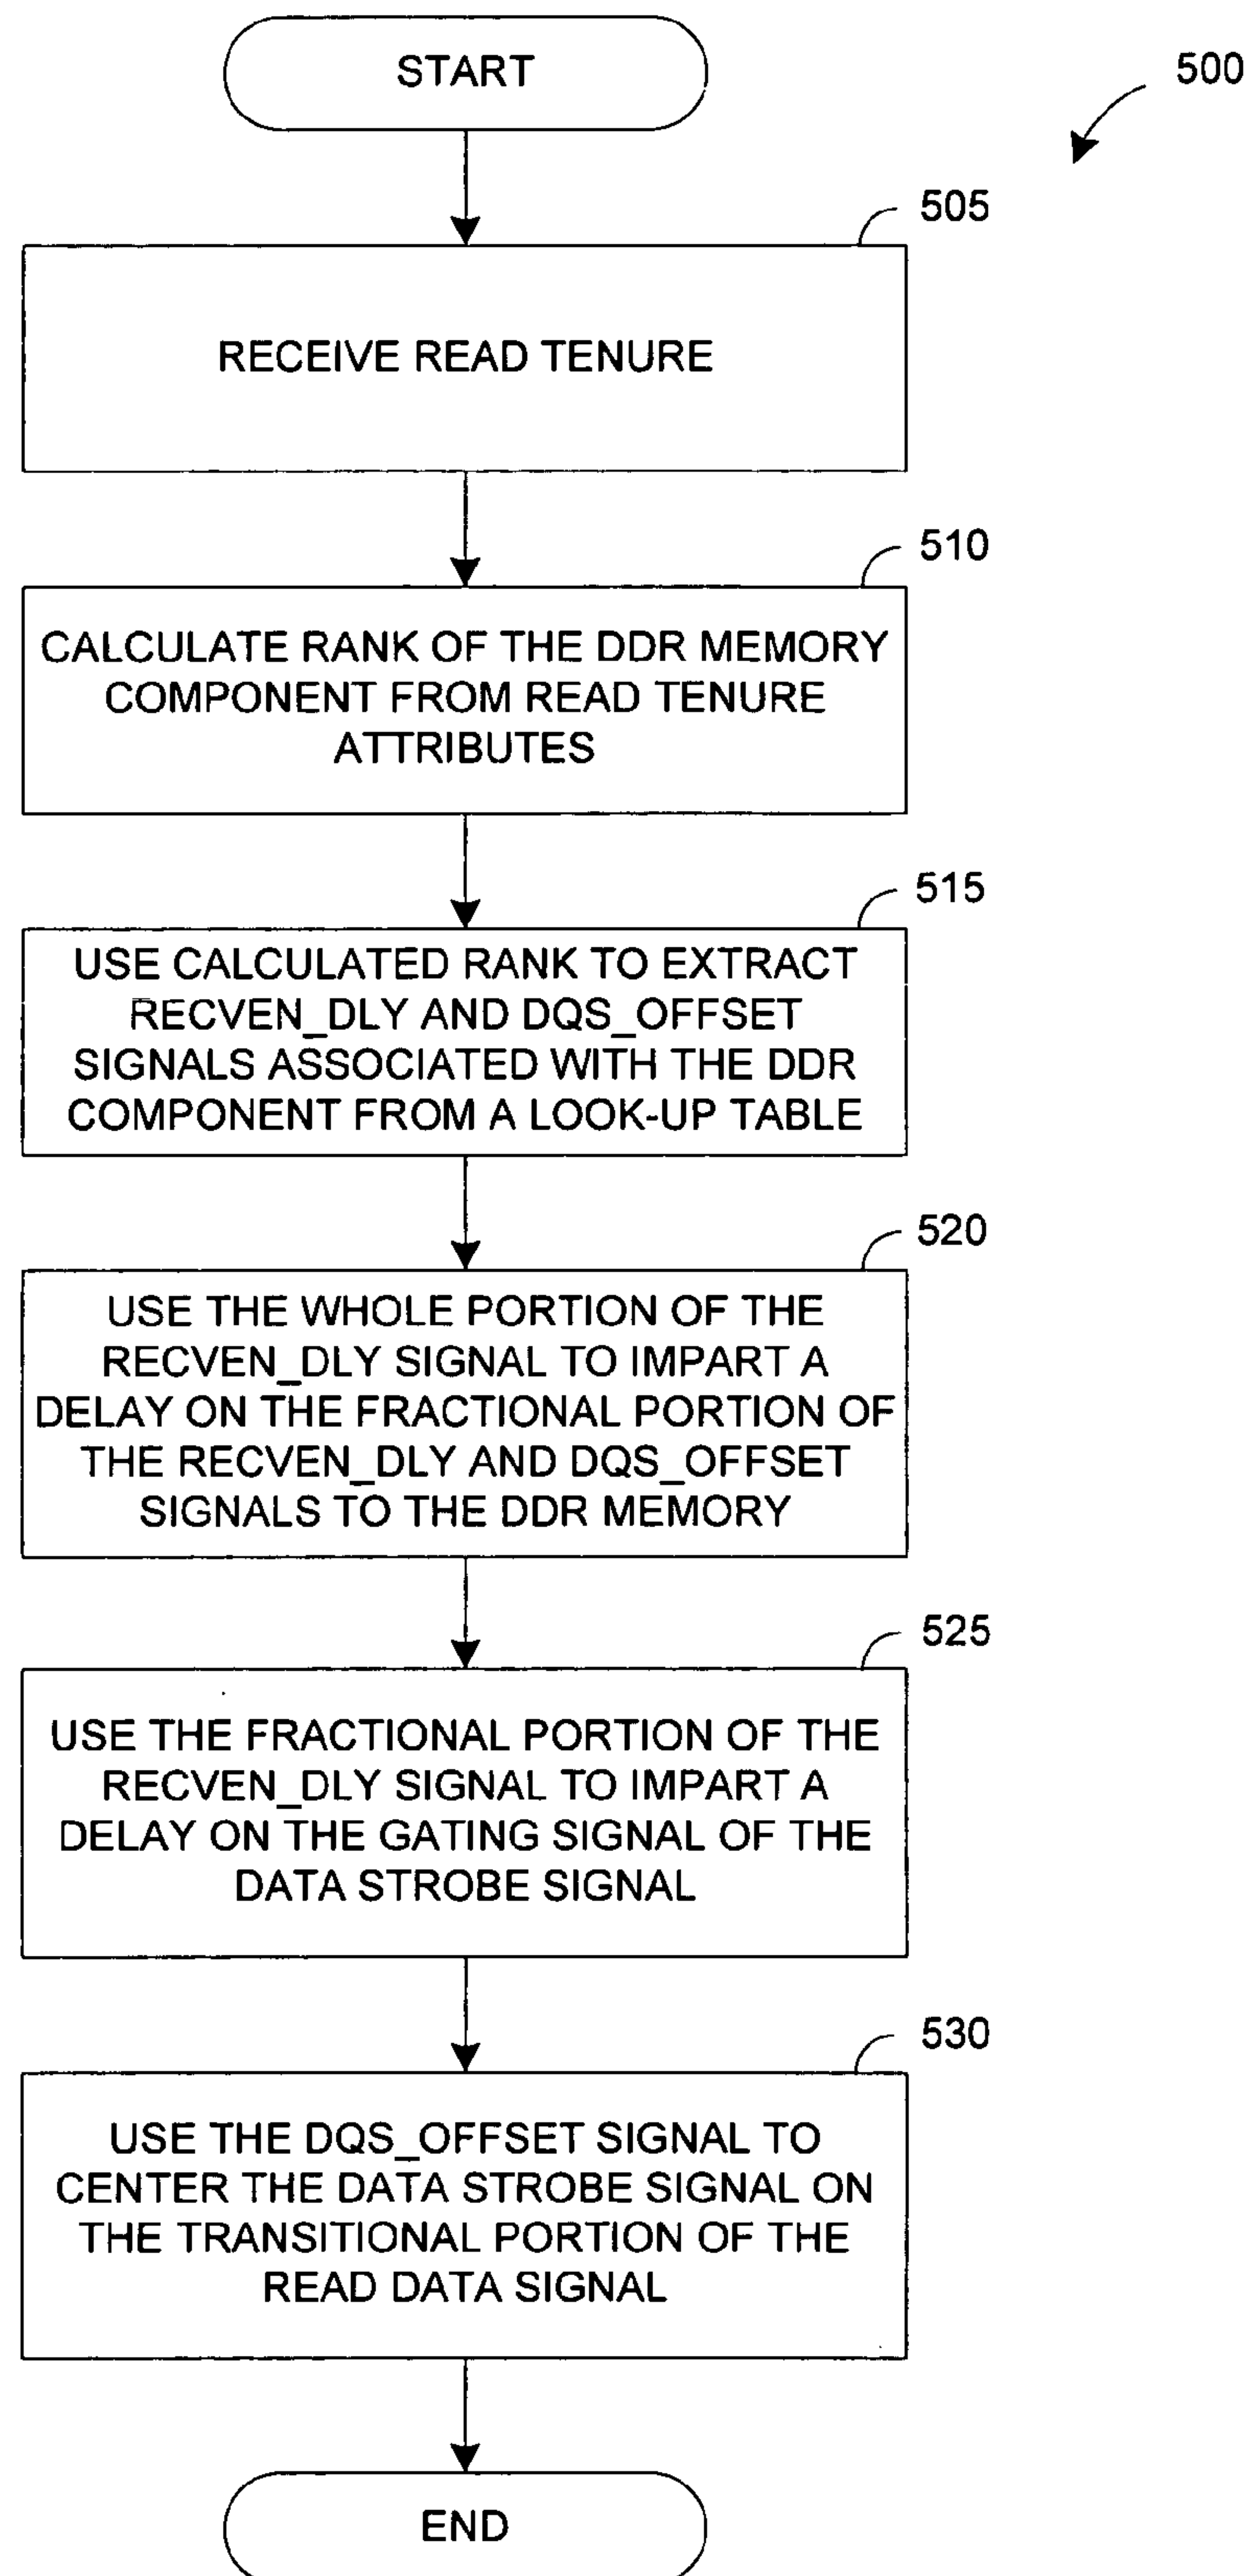 START
500
505
RECEIVE READ TENURE
510
CALCULATE RANK OF THE DDR MEMORY
COMPONENT FROM READ TENURE
ATTRIBUTES
515
USE CALCULATED RANK TO EXTRACT
RECVEN_DLY AND DQS_OFFSET
SIGNALS ASSOCIATED WITH THE DDR
COMPONENT FROM A LOOK-UP TABLE
520
USE THE WHOLE PORTION OF THE
RECVEN_DLY SIGNAL TO IMPART A
DELAY ON THE FRACTIONAL PORTION OF
THE RECVEN_DLY AND DQS_OFFSET
SIGNALS TO THE DDR MEMORY
525
USE THE FRACTIONAL PORTION OF THE
RECVEN_DLY SIGNAL TO IMPART A
DELAY ON THE GATING SIGNAL OF THE
DATA STROBE SIGNAL
530
USE THE DQS_OFFSET SIGNAL TO
CENTER THE DATA STROBE SIGNAL ON
THE TRANSITIONAL PORTION OF THE
READ DATA SIGNAL
END